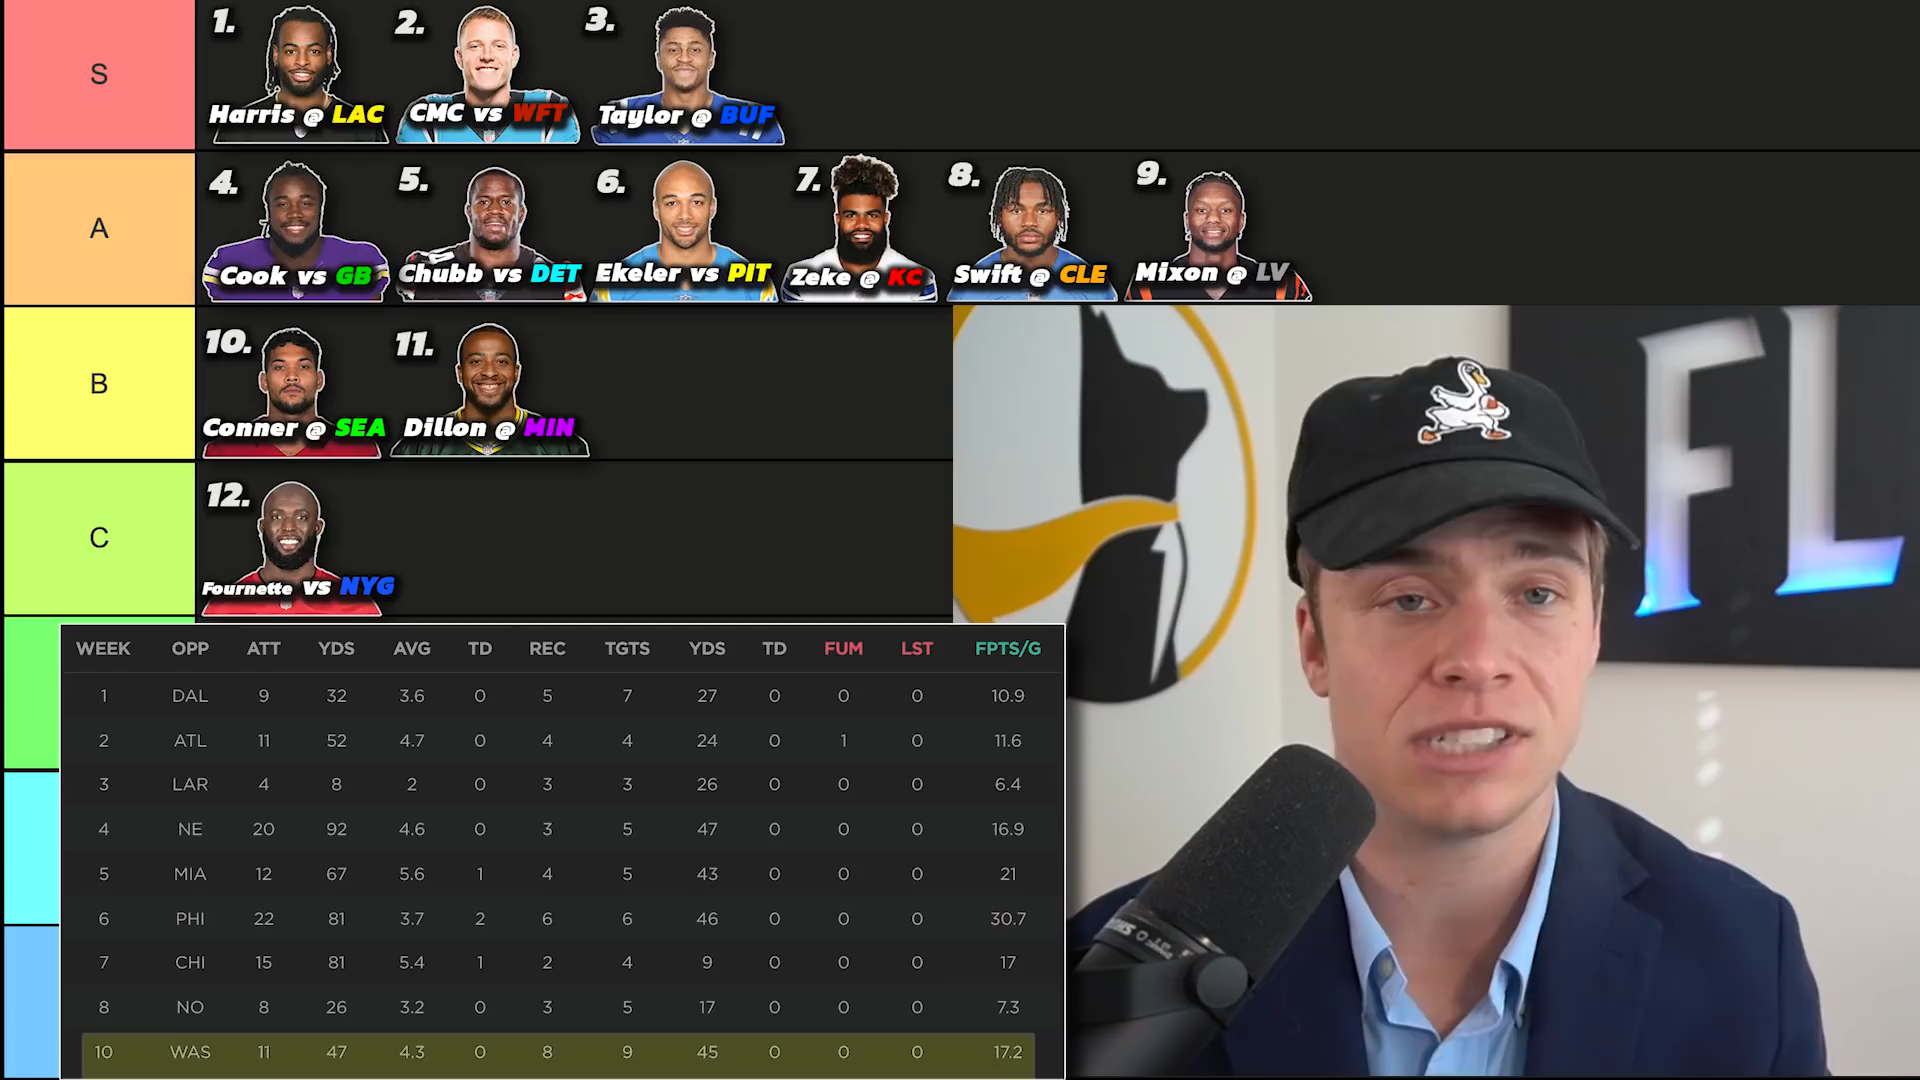 S
1. 2. 3.
Harris @ LAC CMC vs WFT Taylor @ BUF
A
4. 5. 6. 7. 8. 9.
Cook vs GB Chubb vs DET Ekeler vs PIT Zeke @ KC Swift @ CLE Mixon @ LV
B
10. 11.
Conner @ SEA Dillon @ MIN
C
12.
Fournette vs NYG
FL
WEEK OPP ATT YDS AVG TD REC TGTS YDS TD FUM LST FPTS/G
1 DAL 9 32 3.6 0 5 7 27 0 0 0 10.9
2 ATL 11 52 4.7 0 4 4 24 0 1 0 11.6
3 LAR 4 8 2 0 3 3 26 0 0 0 6.4
4 NE 20 92 4.6 0 3 5 47 0 0 0 16.9
5 MIA 12 67 5.6 1 4 5 43 0 0 0 21
6 PHI 22 81 3.7 2 6 6 46 0 0 0 30.7
7 CHI 15 81 5.4 1 2 4 9 0 0 0 17
8 NO 8 26 3.2 0 3 5 17 0 0 0 7.3
10 WAS 11 47 4.3 0 8 9 45 0 0 0 17.2